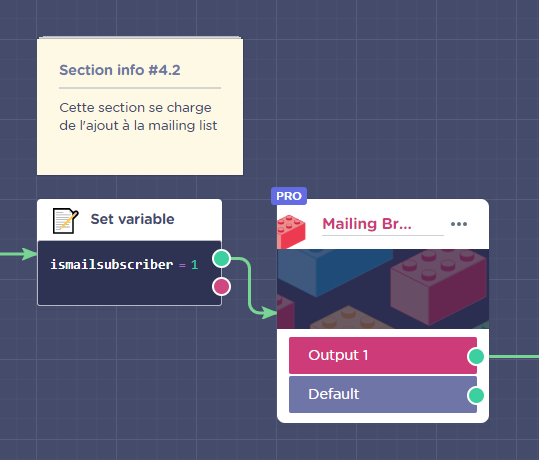 Section info #4.2
Cette section se charge
de l'ajout à la mailing list
Set variable
ismailsubscriber = 1
PRO
Mailing Br...
Output 1
Default